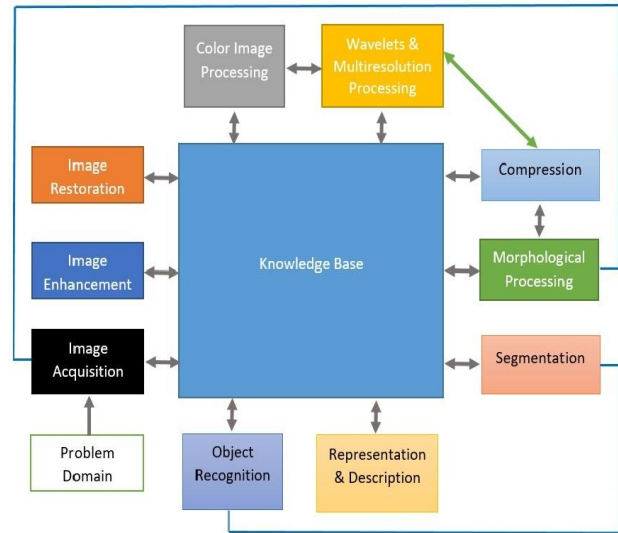 Color Image
Processing
Wavelets &
Multiresolution
Processing
Image
Restoration
Compression
Knowledge Base
Image
Enhancement
Morphological
Processing
Image
Acquisition
Segmentation
Problem
Domain
Object
Recognition
Representation
& Description